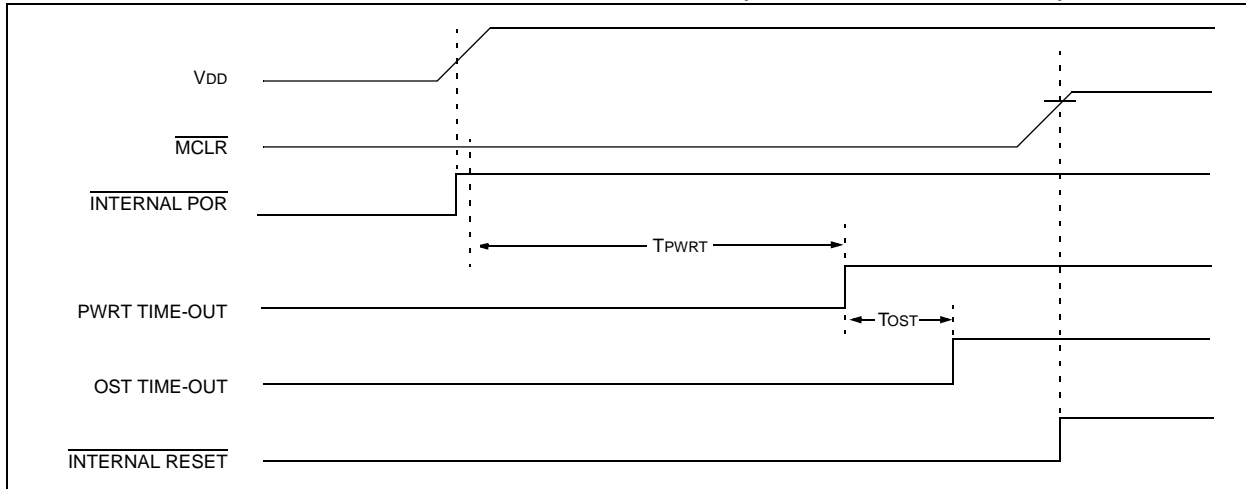 VDD
MCLR
INTERNAL POR
TPWRT
PWRT TIME-OUT
TOST
OST TIME-OUT
INTERNAL RESET